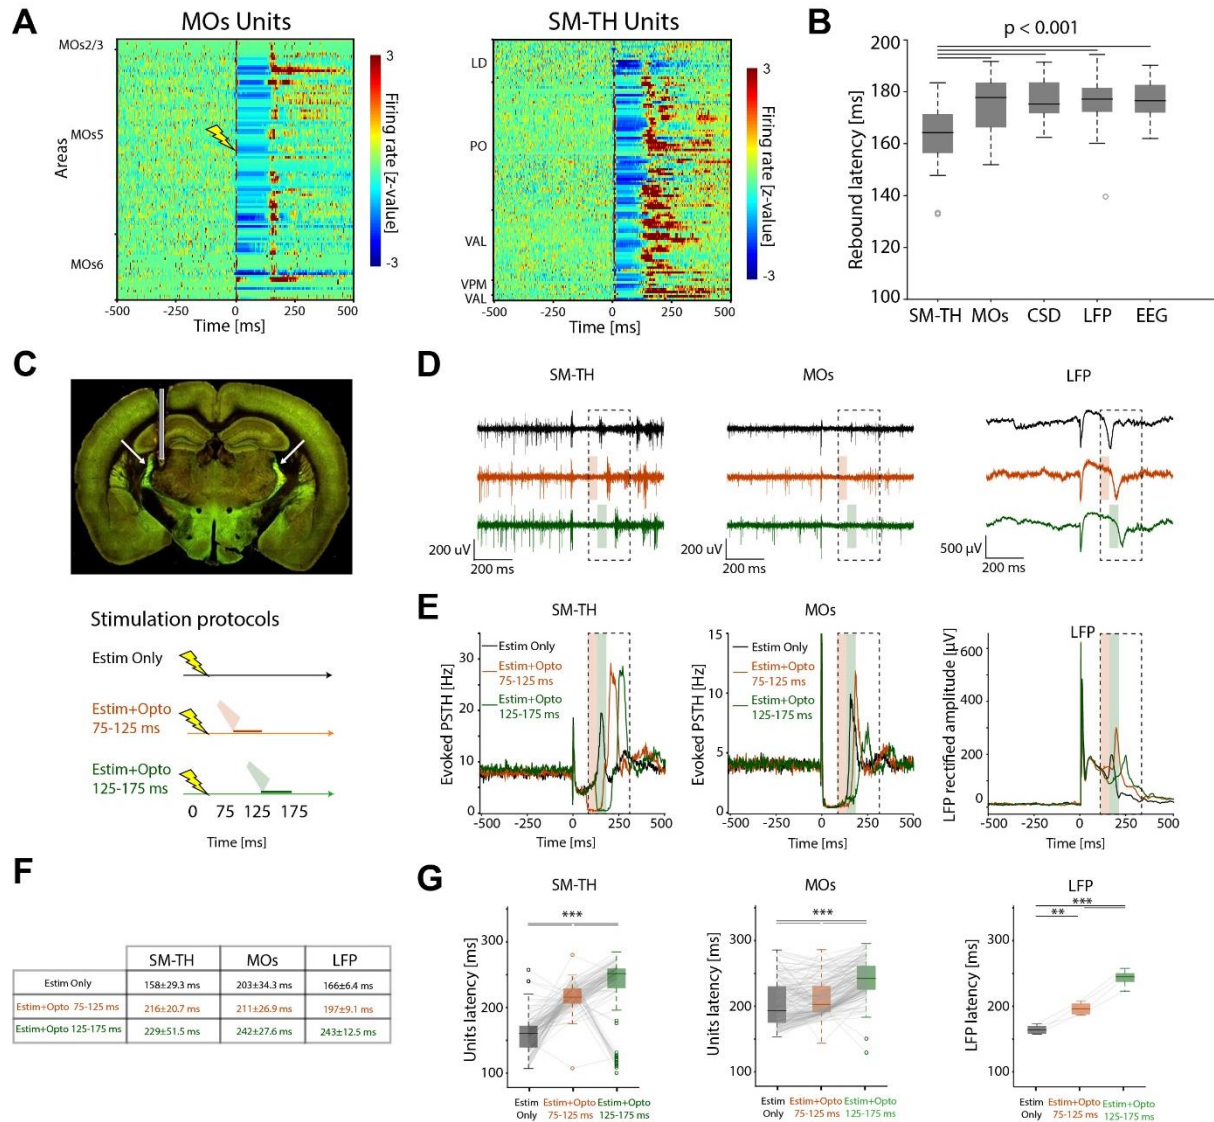 A
MOs Units
SM-TH Units
MOs2/3
MOs5
MOs6
Areas
-500 -250 0 250 500
Time [ms]
3
Firing rate [z-value]
-3
LD
PO
VAL
VPM
VAL
-500 -250 0 250 500
Time [ms]
3
Firing rate [z-value]
-3
B
p < 0.001
Rebound latency [ms]
200
180
160
140
120
100
SM-TH MOs CSD LFP EEG
C
Stimulation protocols
Estim Only
Estim+Opto
75-125 ms
Estim+Opto
125-175 ms
0 75 125 175
Time [ms]
D
SM-TH
MOs
LFP
200 uV
200 ms
200 uV
200 ms
500 uV
200 ms
E
SM-TH
Evoked PSTH [Hz]
30
20
10
0
Estim Only
Estim+Opto
75-125 ms
Estim+Opto
125-175 ms
-500 -250 0 250 500
Time [ms]
MOs
Evoked PSTH [Hz]
15
10
5
0
Estim Only
Estim+Opto
75-125 ms
Estim+Opto
125-175 ms
-500 -250 0 250 500
Time [ms]
LFP
LFP rectified amplitude [μV]
600
400
200
0
-500 -250 0 250 500
Time [ms]
F
SM-TH MOs LFP
Estim Only 158±29.3 ms 203±34.3 ms 166±6.4 ms
Estim+Opto 75-125 ms 216±20.7 ms 211±26.9 ms 197±9.1 ms
Estim+Opto 125-175 ms 229±51.5 ms 242±27.6 ms 243±12.5 ms
G
SM-TH
***
Units latency [ms]
300
200
100
Estim Only
Estim+Opto 75-125 ms
Estim+Opto 125-175 ms
MOs
***
Units latency [ms]
300
200
100
Estim Only
Estim+Opto 75-125 ms
Estim+Opto 125-175 ms
LFP
***
**
LFP latency [ms]
300
200
100
Estim Only
Estim+Opto 75-125 ms
Estim+Opto 125-175 ms